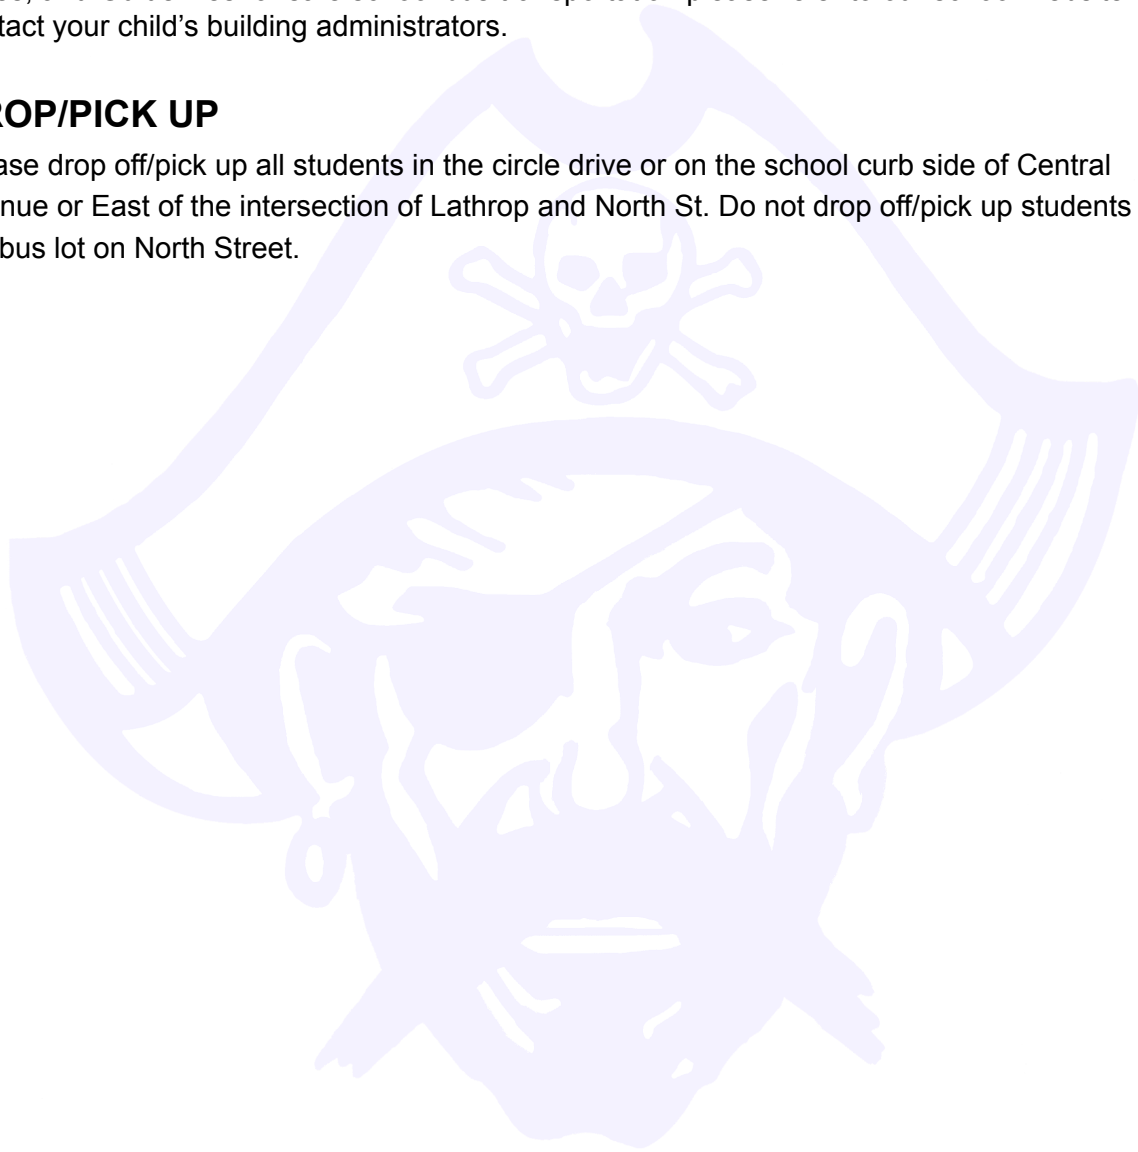 tact your child’s building administrators.
ROP/PICK UP
ase drop off/pick up all students in the circle drive or on the school curb side of Central
nue or East of the intersection of Lathrop and North St. Do not drop off/pick up students
bus lot on North Street.